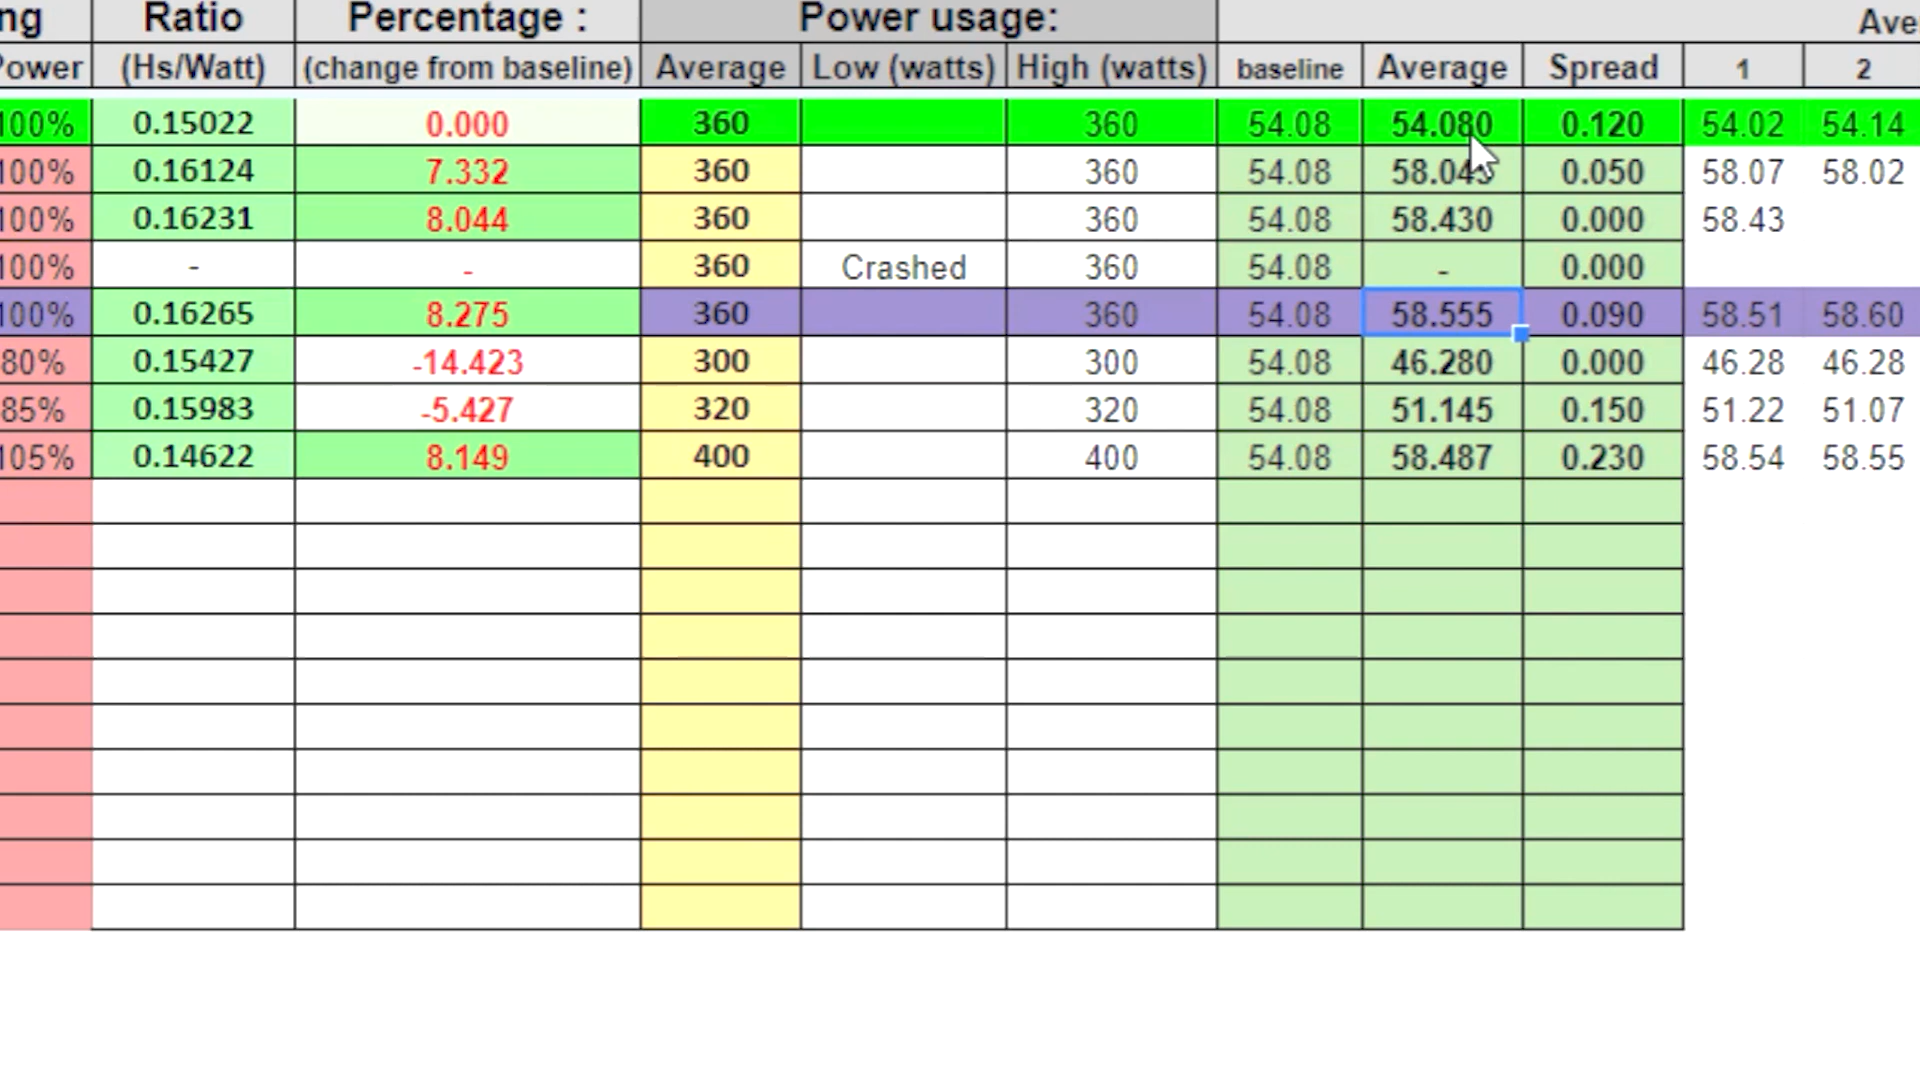 ng Ratio Percentage : Power usage: Ave
Power (Hs/Watt) (change from baseline) Average Low (watts) High (watts) baseline Average Spread 1 2
100% 0.15022 0.000 360 360 54.08 54.080 0.120 54.02 54.14
100% 0.16124 7.332 360 360 54.08 58.045 0.050 58.07 58.02
100% 0.16231 8.044 360 360 54.08 58.430 0.000 58.43
100% - - 360 Crashed 360 54.08 - 0.000
100% 0.16265 8.275 360 360 54.08 58.555 0.090 58.51 58.60
80% 0.15427 -14.423 300 300 54.08 46.280 0.000 46.28 46.28
85% 0.15983 -5.427 320 320 54.08 51.145 0.150 51.22 51.07
105% 0.14622 8.149 400 400 54.08 58.487 0.230 58.54 58.55